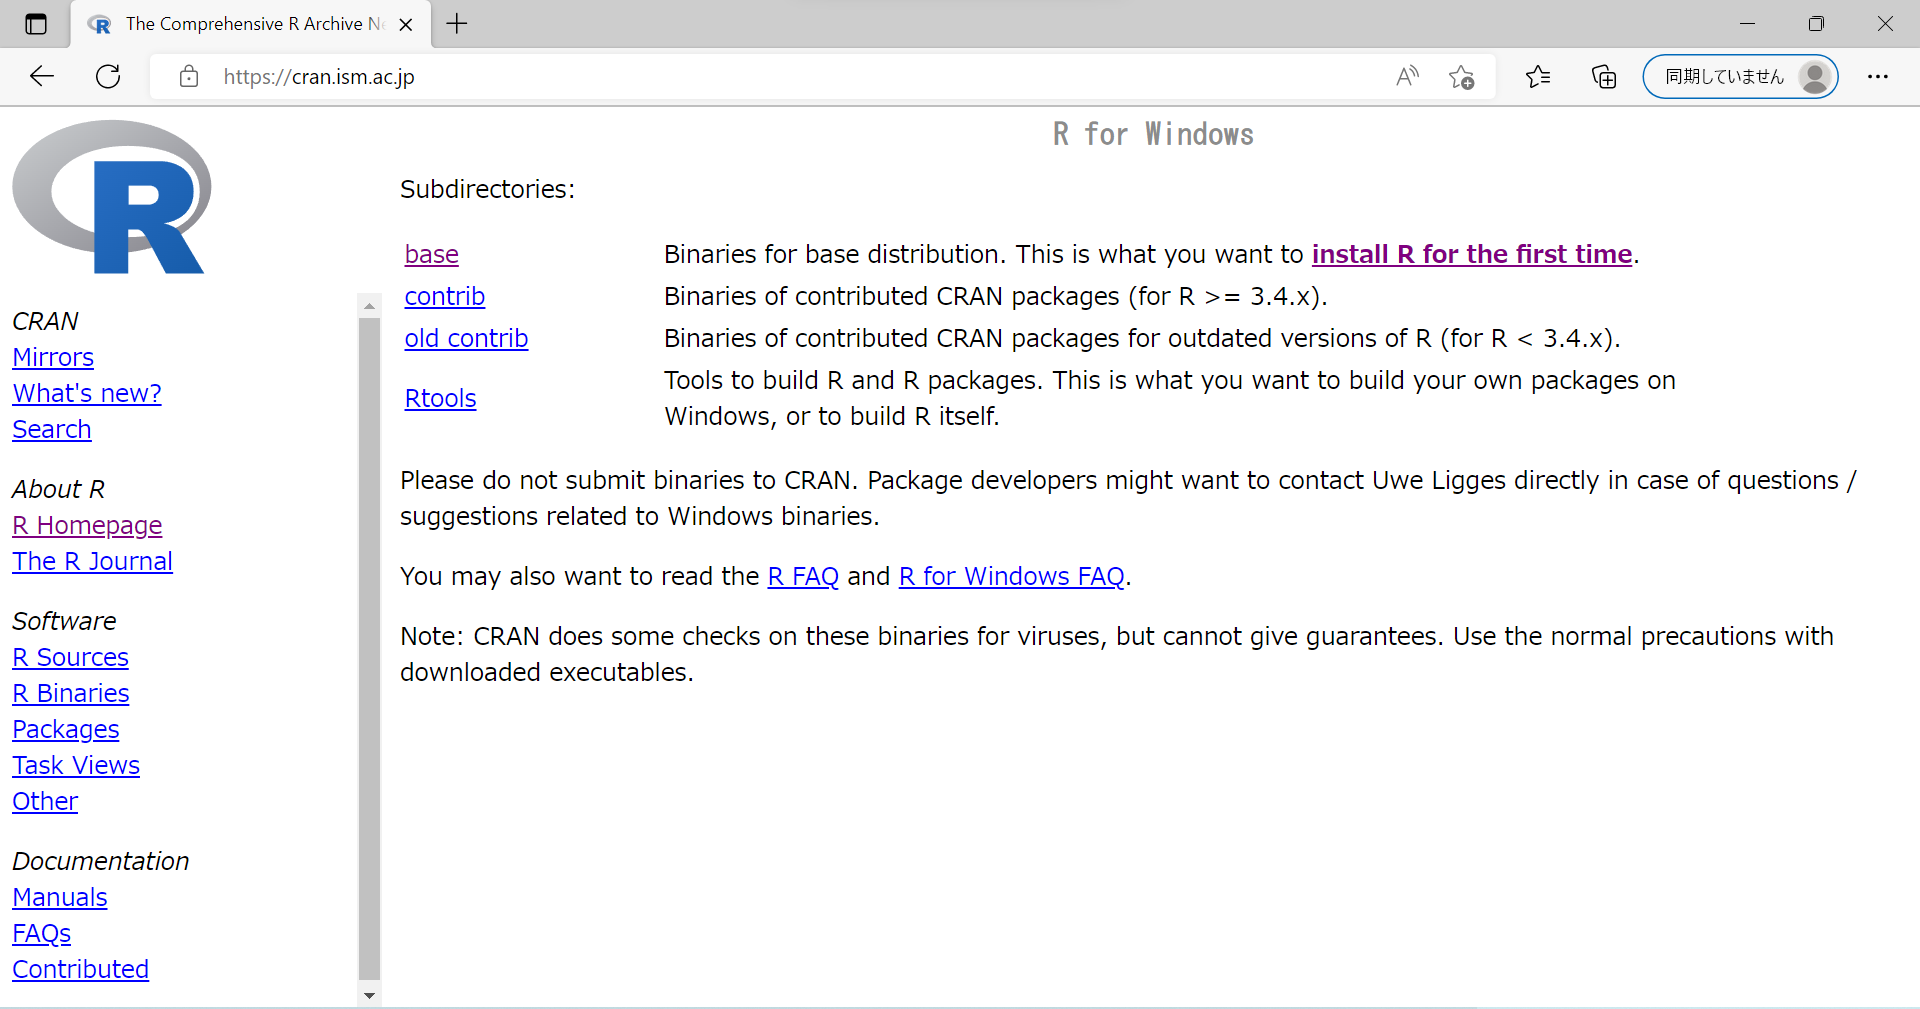 The Comprehensive R Archive Ne
https://cran.ism.ac.jp
同期していません
R
CRAN
Mirrors
What's new?
Search
About R
R Homepage
The R Journal
Software
R Sources
R Binaries
Packages
Task Views
Other
Documentation
Manuals
FAQs
Contributed
R for Windows
Subdirectories:
base Binaries for base distribution. This is what you want to install R for the first time.
contrib Binaries of contributed CRAN packages (for R >= 3.4.x).
old contrib Binaries of contributed CRAN packages for outdated versions of R (for R < 3.4.x).
Rtools Tools to build R and R packages. This is what you want to build your own packages on
Windows, or to build R itself.
Please do not submit binaries to CRAN. Package developers might want to contact Uwe Ligges directly in case of questions /
suggestions related to Windows binaries.
You may also want to read the R FAQ and R for Windows FAQ.
Note: CRAN does some checks on these binaries for viruses, but cannot give guarantees. Use the normal precautions with
downloaded executables.